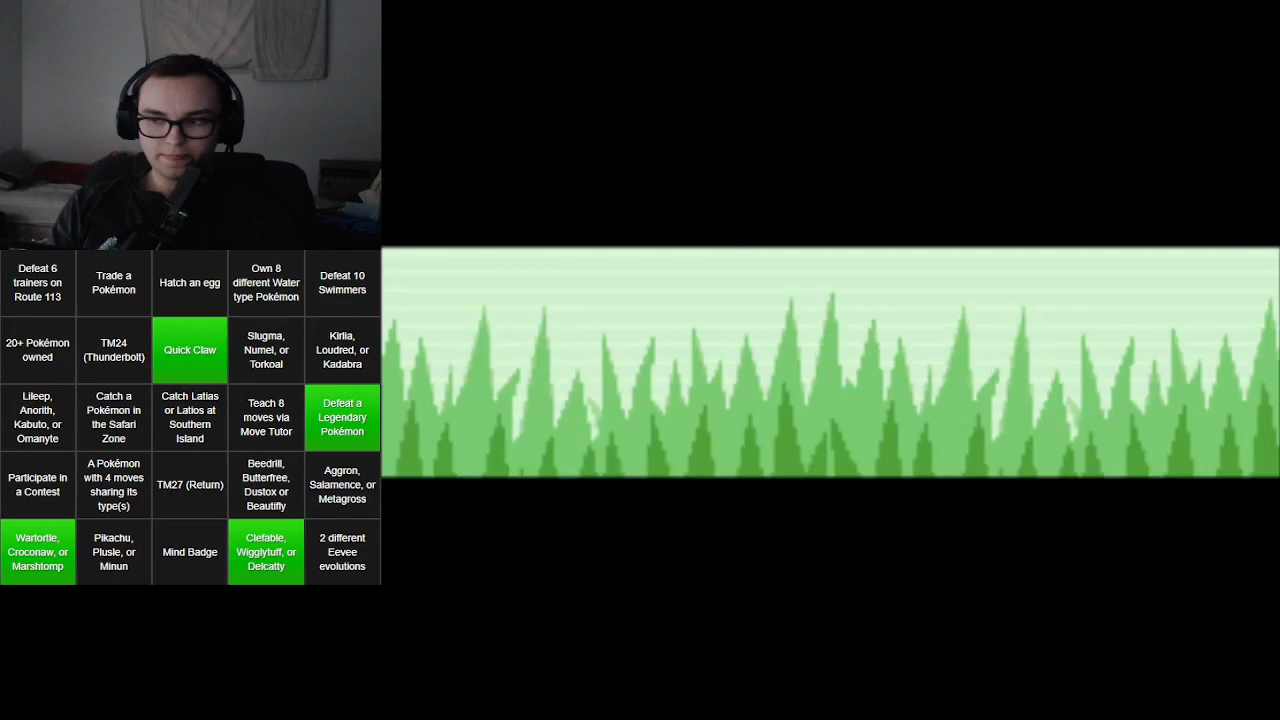 Defeat 6
trainers on
Route 113
Trade a
Pokémon
Hatch an egg
Own 8
different Water
type Pokémon
Defeat 10
Swimmers
20+ Pokémon
owned
TM24
(Thunderbolt)
Quick Claw
Slugma,
Numel, or
Torkoal
Kirlia,
Loudred, or
Kadabra
Lileep,
Anorith,
Kabuto, or
Omanyte
Catch a
Pokémon in
the Safari
Zone
Catch Latias
or Latios at
Southern
Island
Teach 8
moves via
Move Tutor
Defeat a
Legendary
Pokémon
Participate in
a Contest
A Pokémon
with 4 moves
sharing its
type(s)
TM27 (Return)
Beedrill,
Butterfree,
Dustox or
Beautifly
Aggron,
Salamence, or
Metagross
Wartortle,
Croconaw, or
Marshtomp
Pikachu,
Plusle, or
Minun
Mind Badge
Clefable,
Wigglytuff, or
Delcatty
2 different
Eevee
evolutions